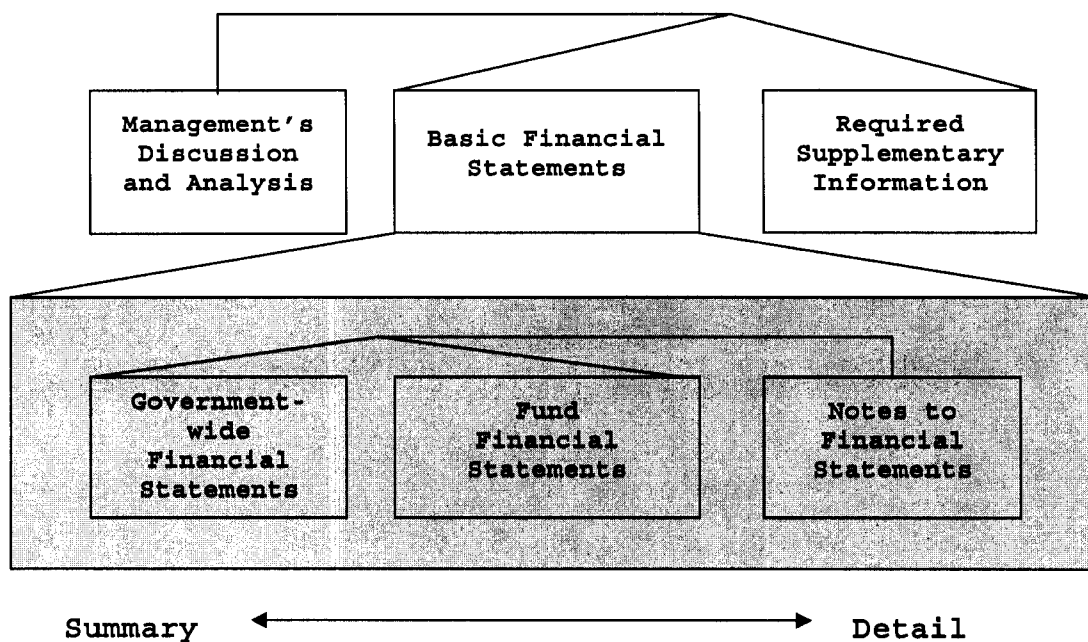 Management's
Discussion
and Analysis
Basic Financial
Statements
Required
Supplementary
Information
Government-
wide
Financial
Statements
Fund
Financial
Statements
Notes to
Financial
Statements
Summary
Detail